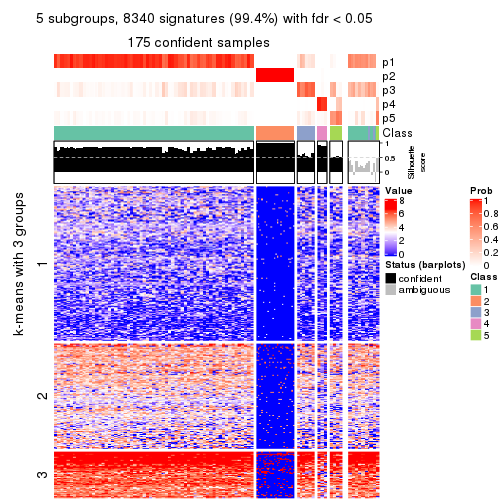 5 subgroups, 8340 signatures (99.4%) with fdr < 0.05
175 confident samples
p1
p2
p3
p4
p5
Class
1
0.5
0
Silhouette
score
k-means with 3 groups
1
2
3
Value
8
6
4
2
0
Status (barplots)
confident
ambiguous
Prob
1
0.8
0.6
0.4
0.2
0
Class
1
2
3
4
5